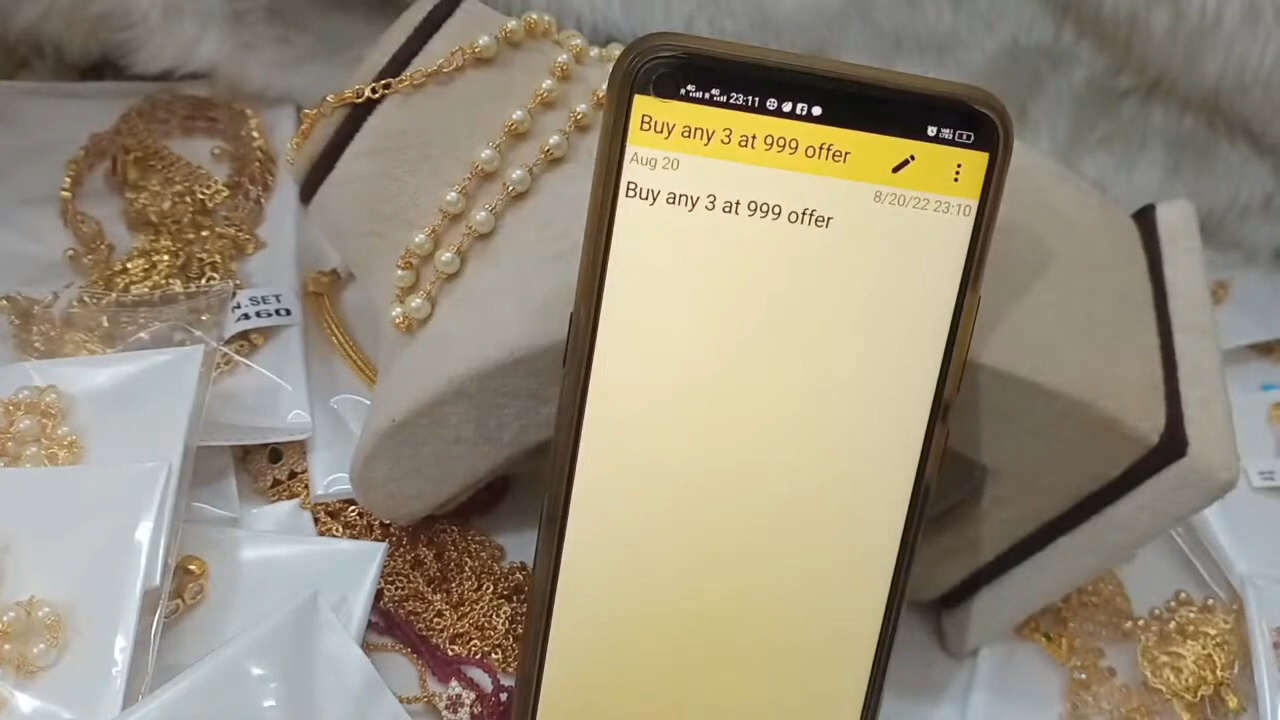 23:11
Buy any 3 at 999 offer
Aug 20
8/20/22 23:10
Buy any 3 at 999 offer
N.SET
460